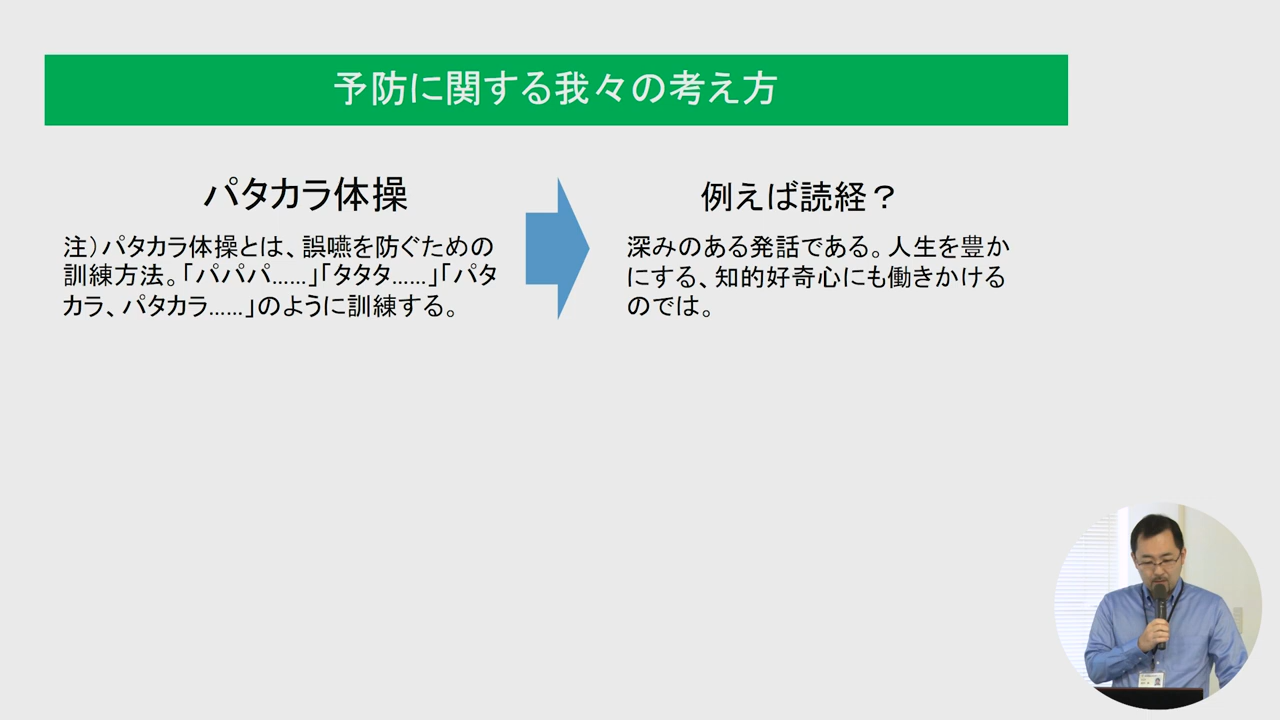 予防に関する我々の考え方
パタカラ体操
注）パタカラ体操とは、誤嚥を防ぐための
訓練方法。「パパパ……」「タタタ……」「パタ
カラ、パタカラ……」のように訓練する。
例えば読経？
深みのある発話である。人生を豊か
にする、知的好奇心にも働きかける
のでは。